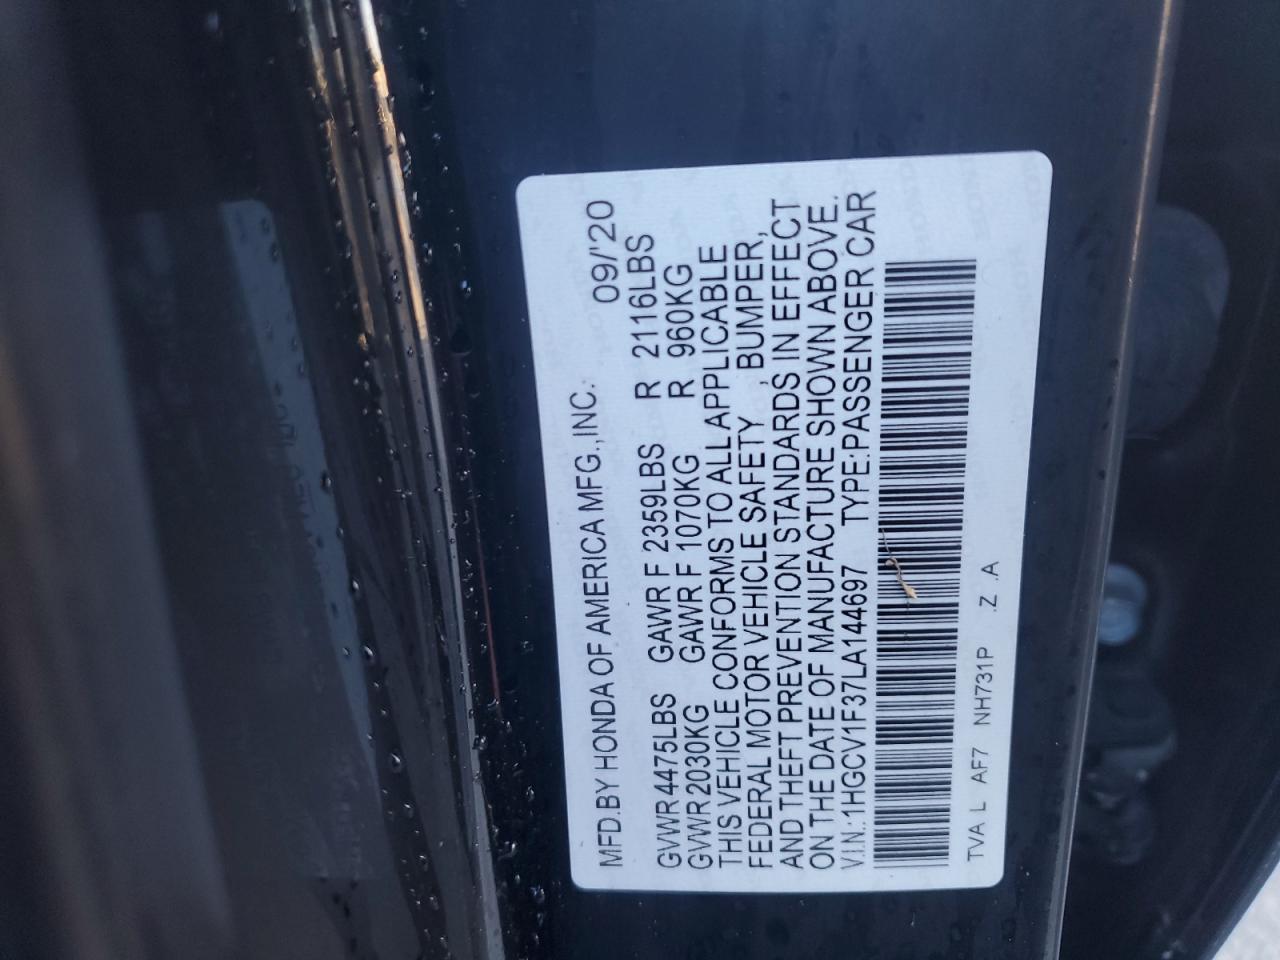 MFD.BY HONDA OF AMERICA MFG.,INC. 09/'20
GVWR 4475LBS GAWR F 2359LBS R 2116LBS
GVWR 2030KG GAWR F 1070KG R 960KG
THIS VEHICLE CONFORMS TO ALL APPLICABLE
FEDERAL MOTOR VEHICLE SAFETY , BUMPER,
AND THEFT PREVENTION STANDARDS IN EFFECT
ON THE DATE OF MANUFACTURE SHOWN ABOVE.
V.I.N.: 1HGCV1F37LA144697 TYPE:PASSENGER CAR
TVA L AF7 NH731P .Z .A